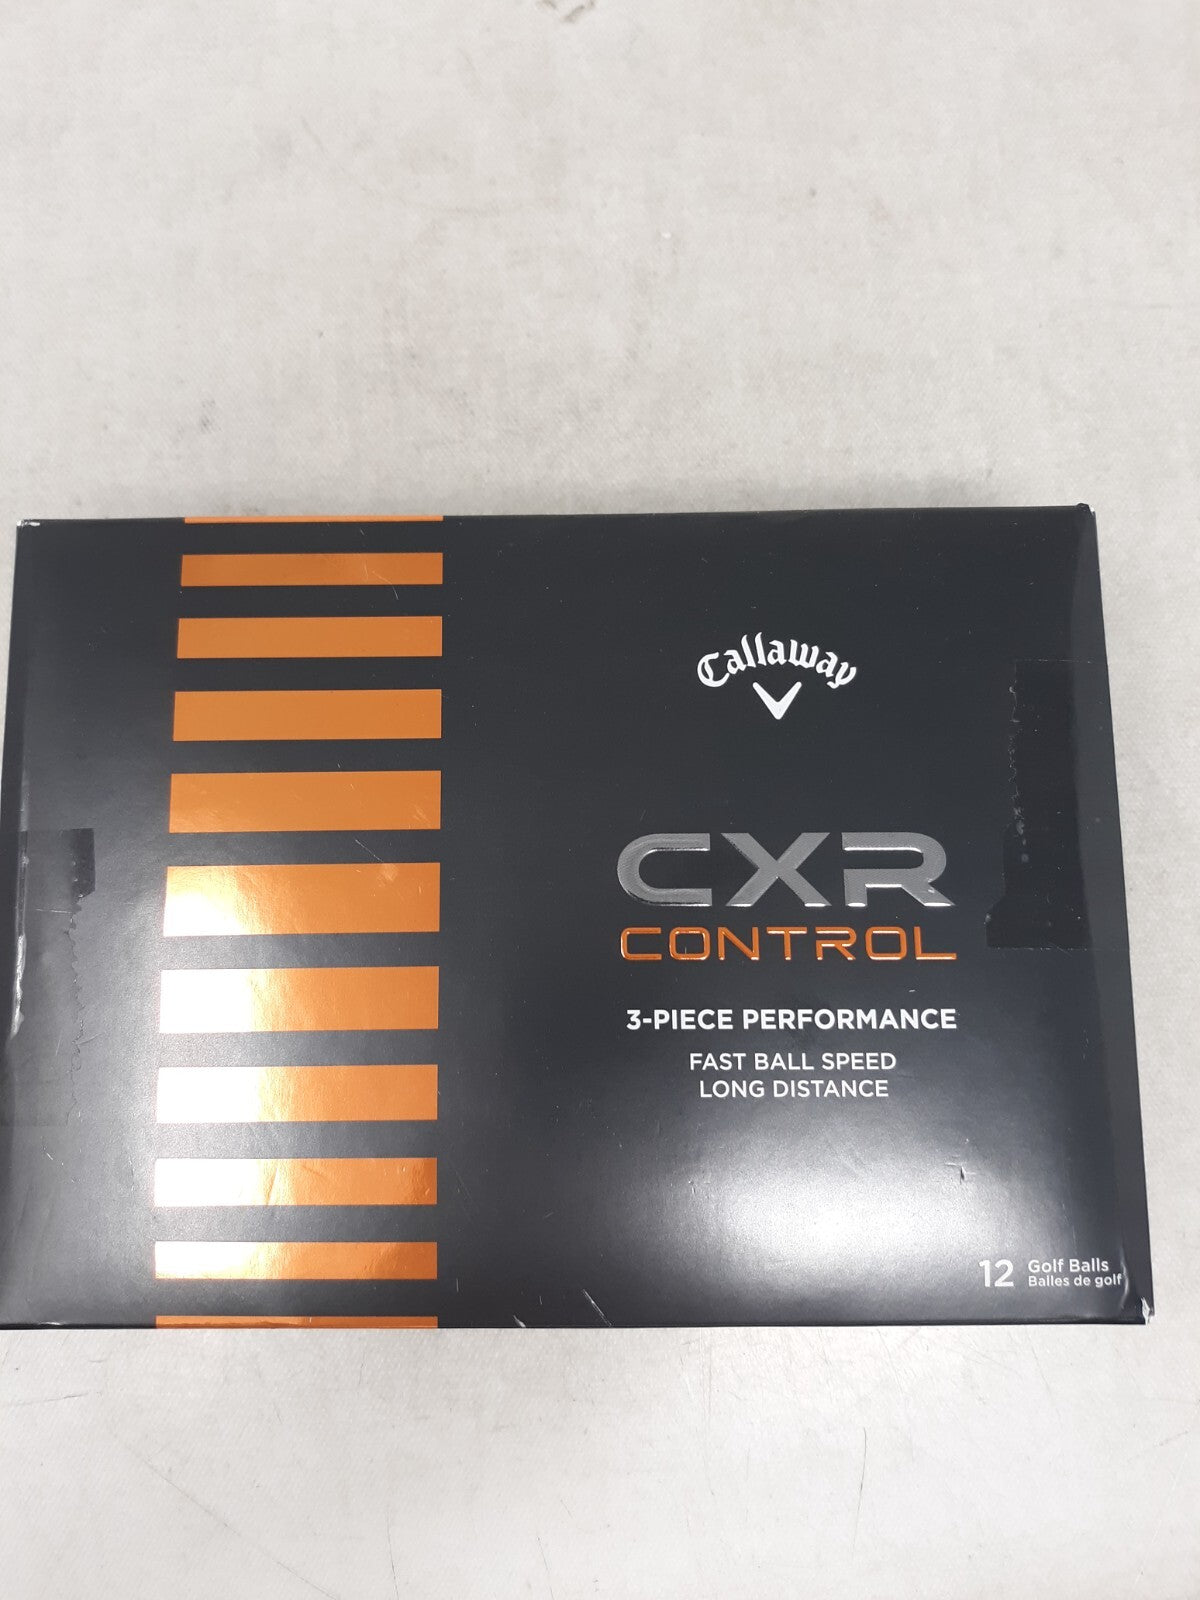 Callaway
CXR
CONTROL
3-PIECE PERFORMANCE
FAST BALL SPEED
LONG DISTANCE
12 Golf Balls
Balles de golf